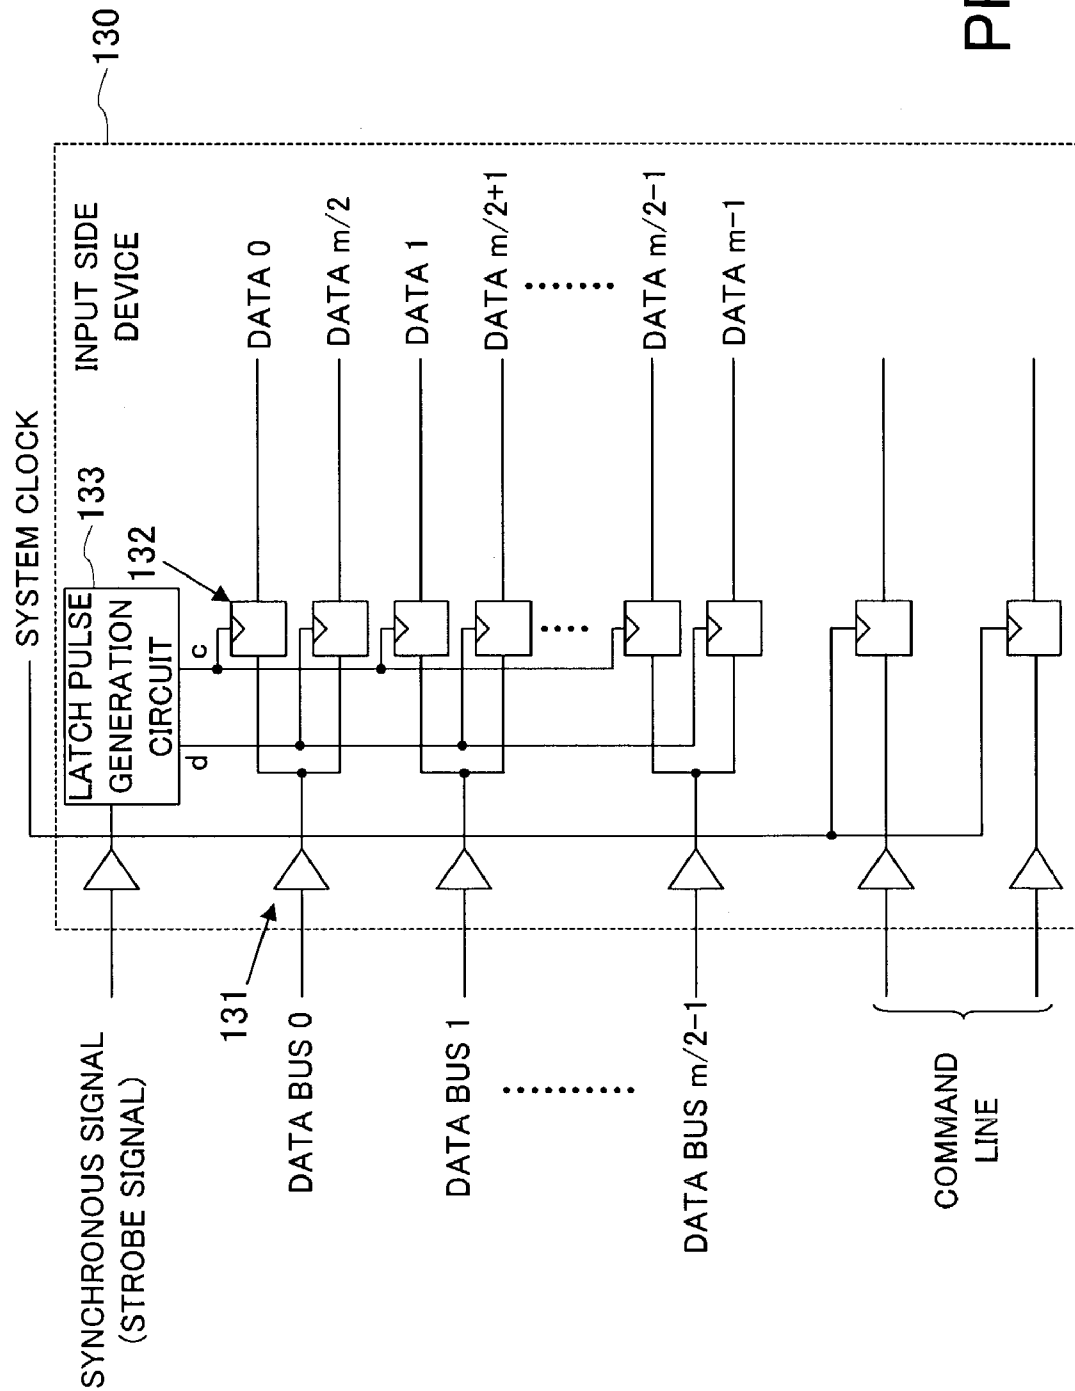 SYSTEM CLOCK
130
INPUT SIDE
DEVICE
133
LATCH PULSE
GENERATION
CIRCUIT
c
d
132
131
SYNCHRONOUS SIGNAL
(STROBE SIGNAL)
DATA BUS 0
DATA BUS 1
DATA BUS m/2-1
COMMAND
LINE
DATA 0
DATA m/2
DATA 1
DATA m/2+1
DATA m/2-1
DATA m-1